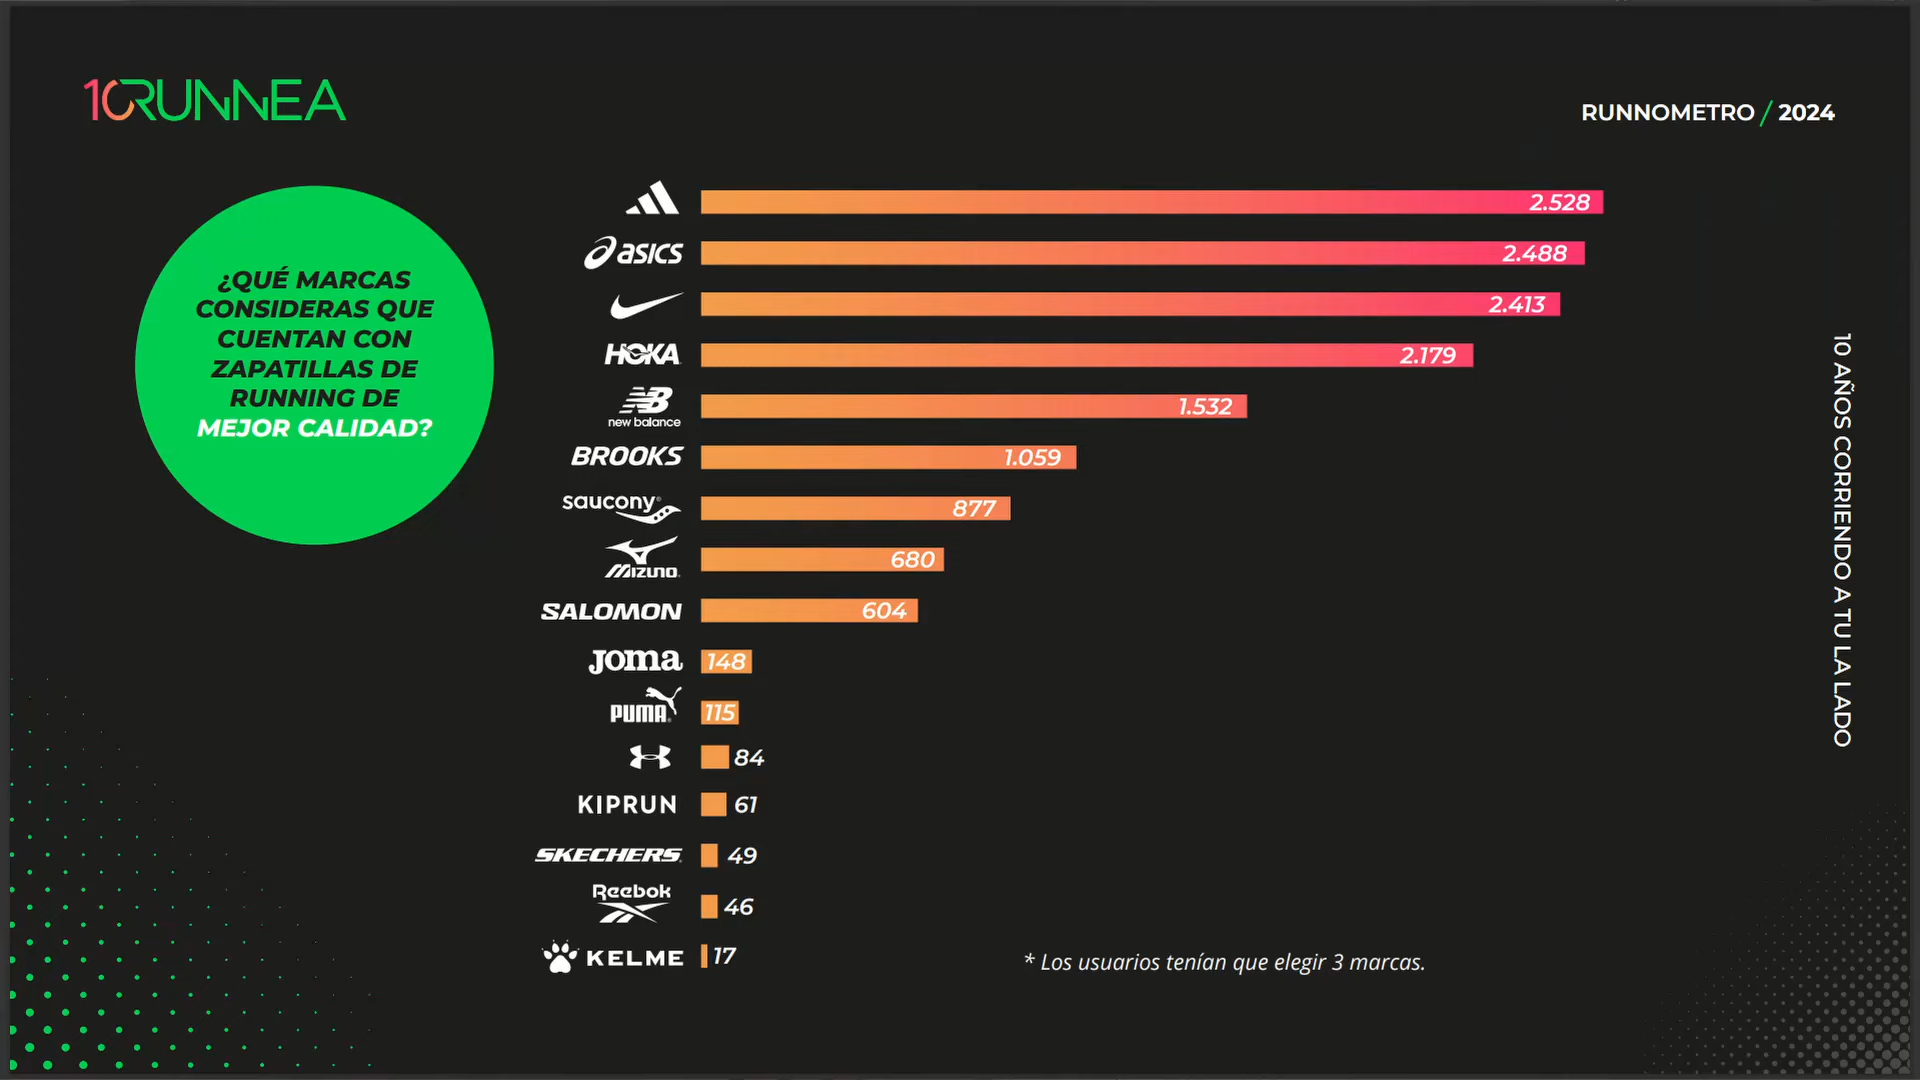 10RUNNEA
RUNNOMETRO / 2024
¿QUÉ MARCAS
CONSIDERAS QUE
CUENTAN CON
ZAPATILLAS DE
RUNNING DE
MEJOR CALIDAD?
2.528
asics 2.488
2.413
HOKA 2.179
NB
new balance 1.532
BROOKS 1.059
saucony 877
MIZUNO 680
SALOMON 604
Joma 148
PUMA 115
84
KIPRUN 61
SKECHERS 49
Reebok 46
KELME 17
* Los usuarios tenían que elegir 3 marcas.
10 AÑOS CORRIENDO A TU LA LADO